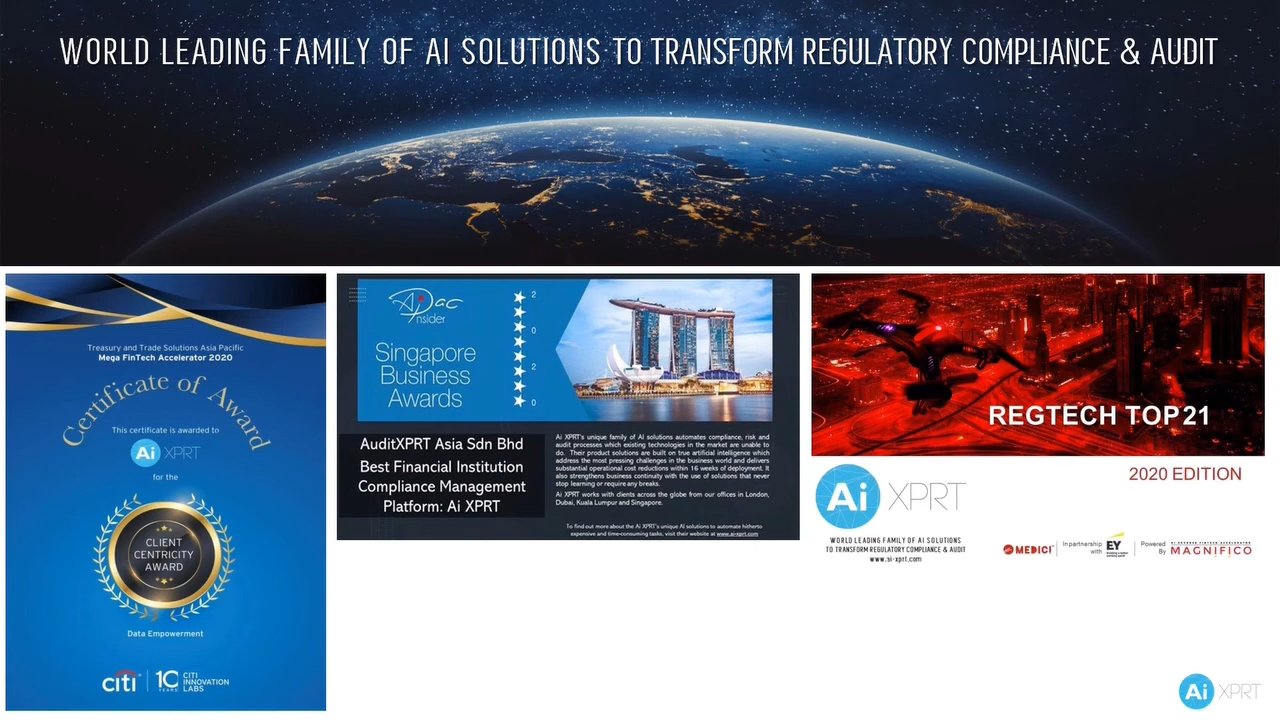 WORLD LEADING FAMILY OF AI SOLUTIONS TO TRANSFORM REGULATORY COMPLIANCE & AUDIT
Treasury and Trade Solutions Asia Pacific
Mega FinTech Accelerator 2020
Certificate of Award
This certificate is awarded to
Ai XPRT
for the
CLIENT
CENTRICITY
AWARD
Data Empowerment
citi
10 YEARS
CITI
INNOVATION
LABS
Apac
Insider
2
0
2
0
Singapore
Business
Awards
AuditXPRT Asia Sdn Bhd
Best Financial Institution
Compliance Management
Platform: Ai XPRT
Ai XPRT's unique family of AI solutions automates compliance, risk and
audit processes which existing technologies in the market are unable to
do. Their product solutions are built on true artificial intelligence which
address the most pressing challenges in the business world and delivers
substantial operational cost reductions within 16 weeks of deployment. It
also strengthens business continuity with the use of solutions that never
stop learning or require any breaks.
Ai XPRT works with clients across the globe from our offices in London,
Dubai, Kuala Lumpur and Singapore.
To find out more about the Ai XPRT's unique AI solutions to automate hitherto
expensive and time-consuming tasks, visit their website at www.ai-xprt.com
REGTECH TOP21
2020 EDITION
Ai XPRT
WORLD LEADING FAMILY OF AI SOLUTIONS
TO TRANSFORM REGULATORY COMPLIANCE & AUDIT
www.ai-xprt.com
MEDICI
In partnership
with
EY
Powered
By
MAGNIFICO
Ai XPRT